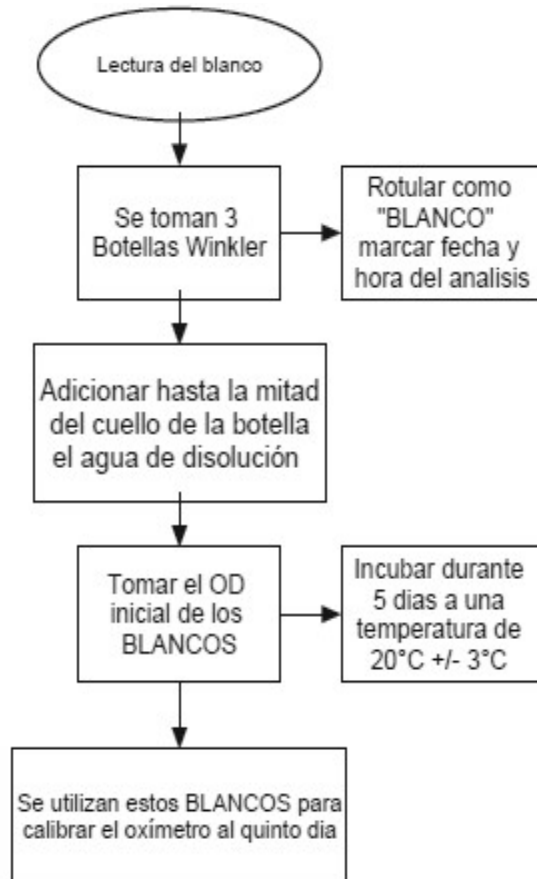 Lectura del blanco
Se toman 3
Botellas Winkler
Rotular como
"BLANCO"
marcar fecha y
hora del analisis
Adicionar hasta la mitad
del cuello de la botella
el agua de disolución
Tomar el OD
inicial de los
BLANCOS
Incubar durante
5 dias a una
temperatura de
20°C +/- 3°C
Se utilizan estos BLANCOS para
calibrar el oxímetro al quinto dia